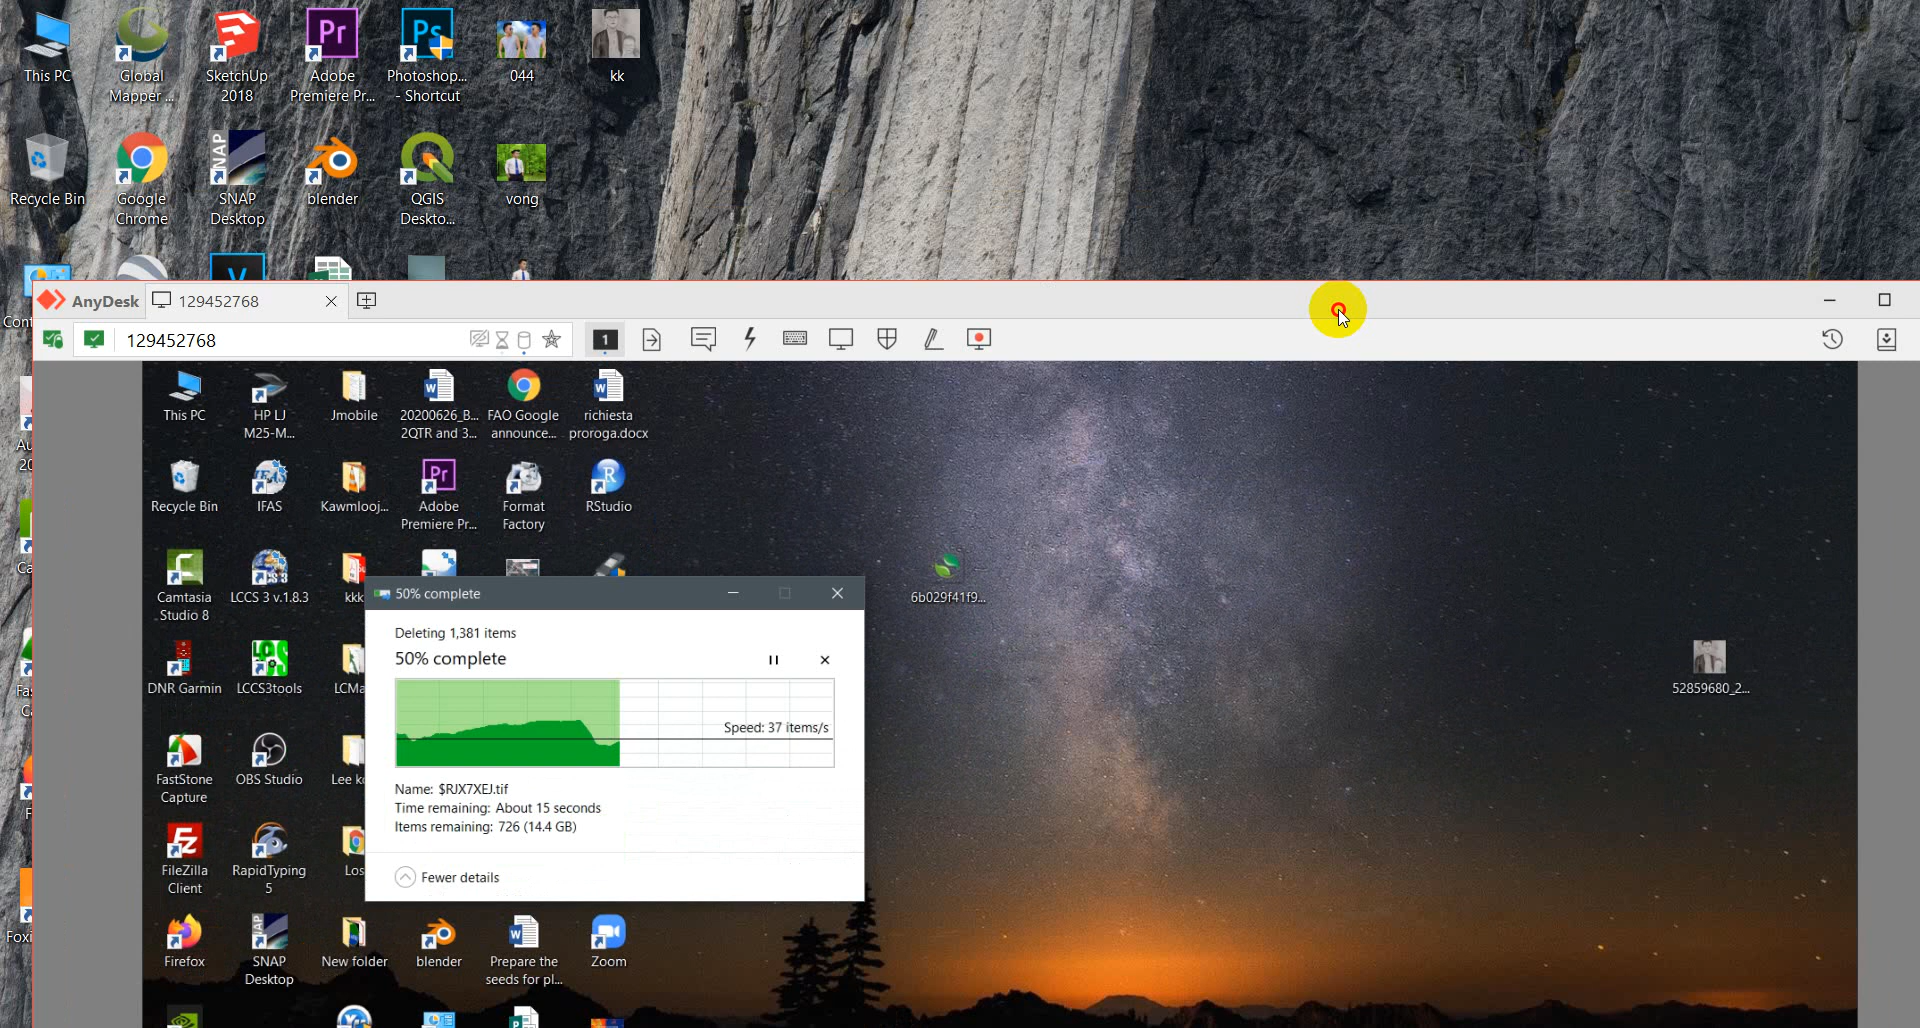 This PC
Global
Mapper ...
SketchUp
2018
Adobe
Premiere Pr...
Photoshop...
- Shortcut
044
kk
Recycle Bin
Google
Chrome
SNAP
Desktop
blender
QGIS
Deskto...
vong
AnyDesk
129452768
129452768
1
This PC
HP LJ
M25-M...
Jmobile
20200626_B...
2QTR and 3...
FAO Google
announce...
richiesta
proroga.docx
Recycle Bin
IFAS
Kawmlooj...
Adobe
Premiere Pr...
Format
Factory
RStudio
Camtasia
Studio 8
LCCS 3 v.1.8.3
kkk
6b029f41f9...
50% complete
Deleting 1,381 items
50% complete
Speed: 37 items/s
Name: $RJX7XEJ.tif
Time remaining: About 15 seconds
Items remaining: 726 (14.4 GB)
Fewer details
DNR Garmin
LCCS3tools
LCMa
52859680_2...
FastStone
Capture
OBS Studio
Lee k
FileZilla
Client
RapidTyping
5
Los
Firefox
SNAP
Desktop
New folder
blender
Prepare the
seeds for pl...
Zoom